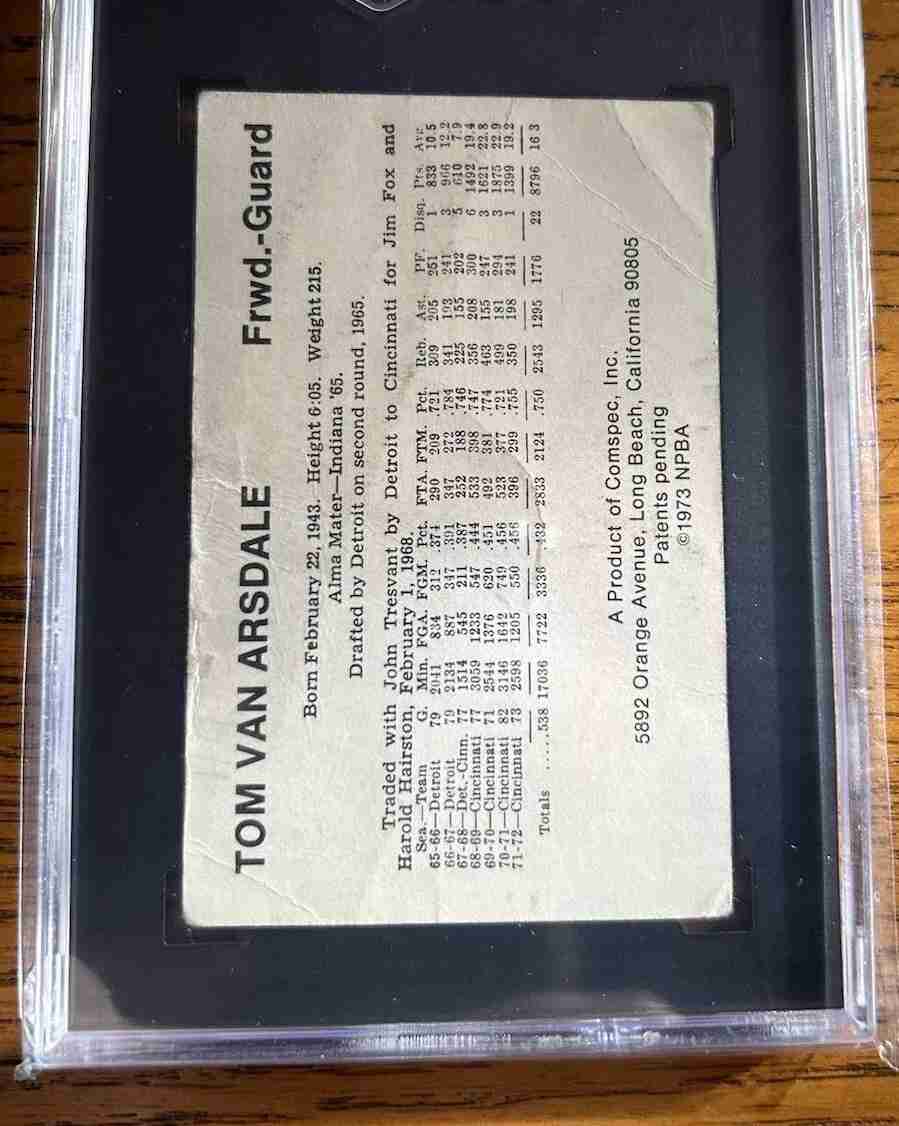 TOM VAN ARSDALE Frwd.-Guard
Born February 22, 1943. Height 6:05. Weight 215.
Alma Mater—Indiana '65.
Drafted by Detroit on second round, 1965.
Traded with John Tresvant by Detroit to Cincinnati for Jim Fox and
Harold Hairston, February 1, 1968.
Sea.—Team G. Min. FGA. FGM. Pct. FTA. FTM. Pct. Reb. Ast. PF. Disq. Pts. Avg.
65-66—Detroit 79 2041 834 312 .374 290 209 .721 309 205 251 1 833 10.5
66-67—Detroit 79 2134 887 347 .391 347 272 .784 341 193 241 3 966 12.2
67-68—Det.-Cinn. 77 1514 545 211 .387 252 188 .746 225 155 202 5 610 7.9
68-69—Cincinnati 77 3059 1233 547 .444 533 398 .747 356 208 300 6 1492 19.4
69-70—Cincinnati 71 2544 1376 620 .451 492 381 .774 463 155 247 3 1621 22.8
70-71—Cincinnati 82 3146 1642 749 .456 523 377 .721 499 181 294 3 1875 22.9
71-72—Cincinnati 73 2598 1205 550 .456 396 299 .755 350 198 241 1 1399 19.2
Totals .....538 17036 7722 3336 .432 2833 2124 .750 2543 1295 1776 22 8796 16.3
A Product of Comspec, Inc.
5892 Orange Avenue, Long Beach, California 90805
Patents pending
©1973 NPBA